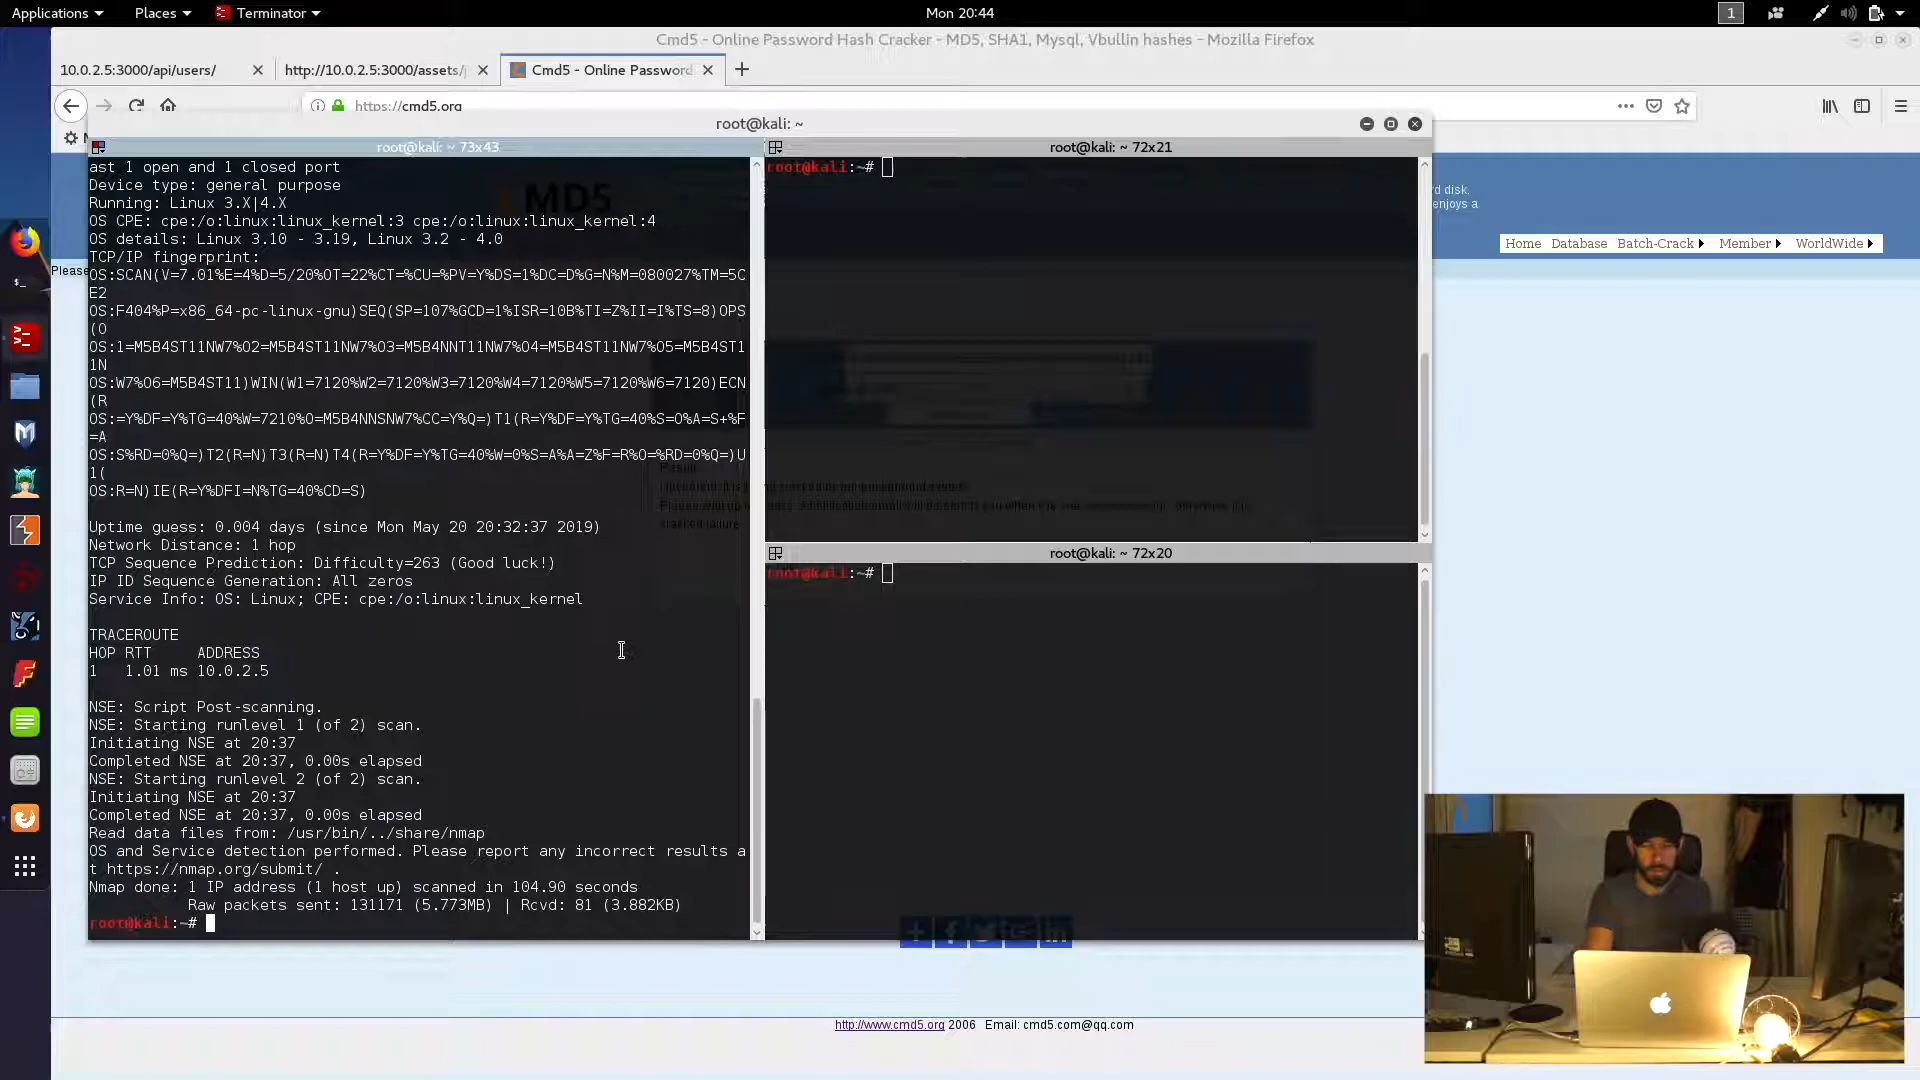 Applications
Places
Terminator
Mon 20:44
1
Cmd5 - Online Password Hash Cracker - MD5, SHA1, Mysql, Vbullin hashes - Mozilla Firefox
10.0.2.5:3000/api/users/
http://10.0.2.5:3000/assets/j
Cmd5 - Online Password
https://cmd5.org
root@kali: ~
root@kali: ~ 73x43
ast 1 open and 1 closed port
Device type: general purpose
Running: Linux 3.X|4.X
OS CPE: cpe:/o:linux:linux_kernel:3 cpe:/o:linux:linux_kernel:4
OS details: Linux 3.10 - 3.19, Linux 3.2 - 4.0
TCP/IP fingerprint:
OS:SCAN(V=7.01%E=4%D=5/20%OT=22%CT=%CU=%PV=Y%DS=1%DC=D%G=N%M=080027%TM=5C
E2
OS:F404%P=x86_64-pc-linux-gnu)SEQ(SP=107%GCD=1%ISR=10B%TI=Z%II=I%TS=8)OPS
(O
OS:1=M5B4ST11NW7%O2=M5B4ST11NW7%O3=M5B4NNT11NW7%O4=M5B4ST11NW7%O5=M5B4ST1
1N
OS:W7%O6=M5B4ST11)WIN(W1=7120%W2=7120%W3=7120%W4=7120%W5=7120%W6=7120)ECN
(R
OS:=Y%DF=Y%TG=40%W=7210%O=M5B4NNSNW7%CC=Y%Q=)T1(R=Y%DF=Y%TG=40%S=O%A=S+%F
=A
OS:S%RD=0%Q=)T2(R=N)T3(R=N)T4(R=Y%DF=Y%TG=40%W=0%S=A%A=Z%F=R%O=%RD=0%Q=)U
1(
OS:R=N)IE(R=Y%DFI=N%TG=40%CD=S)
Uptime guess: 0.004 days (since Mon May 20 20:32:37 2019)
Network Distance: 1 hop
TCP Sequence Prediction: Difficulty=263 (Good luck!)
IP ID Sequence Generation: All zeros
Service Info: OS: Linux; CPE: cpe:/o:linux:linux_kernel
TRACEROUTE
HOP RTT     ADDRESS
1   1.01 ms 10.0.2.5
NSE: Script Post-scanning.
NSE: Starting runlevel 1 (of 2) scan.
Initiating NSE at 20:37
Completed NSE at 20:37, 0.00s elapsed
NSE: Starting runlevel 2 (of 2) scan.
Initiating NSE at 20:37
Completed NSE at 20:37, 0.00s elapsed
Read data files from: /usr/bin/../share/nmap
OS and Service detection performed. Please report any incorrect results a
t https://nmap.org/submit/ .
Nmap done: 1 IP address (1 host up) scanned in 104.90 seconds
Raw packets sent: 131171 (5.773MB) | Rcvd: 81 (3.882KB)
root@kali:~#
root@kali: ~ 72x21
root@kali:~#
root@kali: ~ 72x20
root@kali:~#
MD5
Please
rd disk.
enjoys a
Home Database Batch-Crack Member WorldWide
http://www.cmd5.org 2006 Email: cmd5.com@qq.com